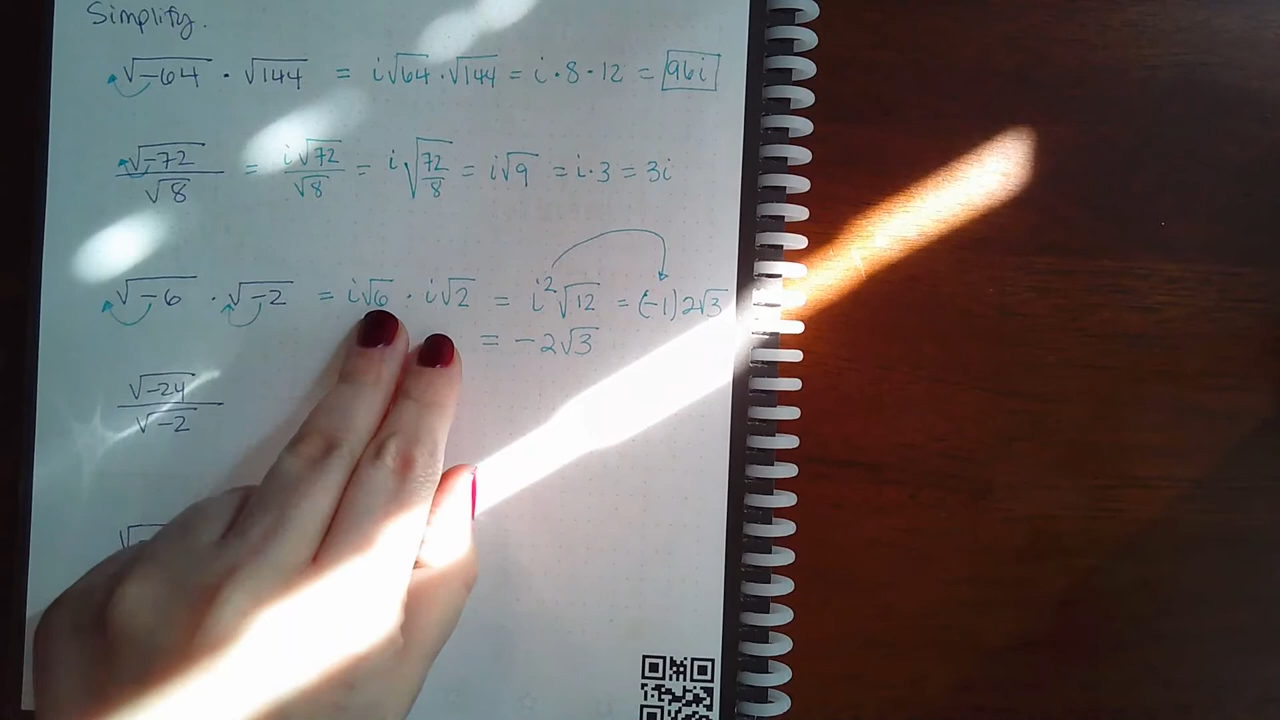 Simplify.
√-64 · √144 = i√64 · √144 = i · 8 · 12 = 96i
√-72/√8 = i√72/√8 = i√(72/8) = i√9 = i · 3 = 3i
√-6 · √-2 = i√6 · i√2 = i²√12 = (-1)2√3
= -2√3
√-24/√-2